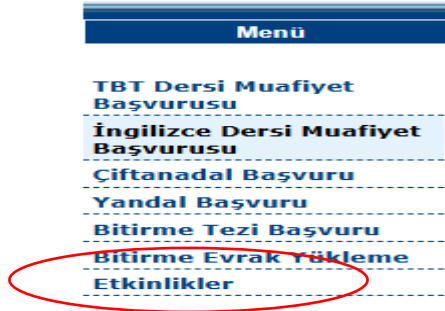 Menü
TBT Dersi Muafiyet
Başvurusu
İngilizce Dersi Muafiyet
Başvurusu
Çiftanadal Başvuru
Yandal Başvuru
Bitirme Tezi Başvuru
Bitirme Evrak Yükleme
Etkinlikler